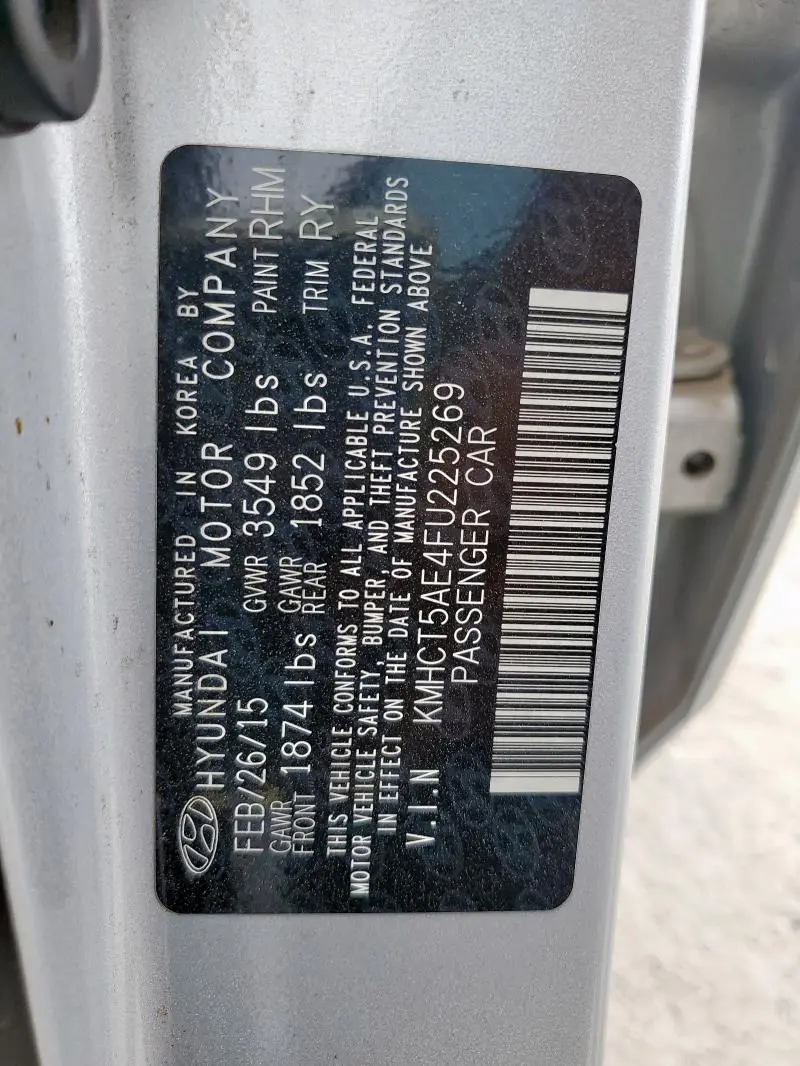 MANUFACTURED IN KOREA BY
HYUNDAI MOTOR COMPANY
FEB/26/15 GVWR 3549 lbs PAINT RHM
GAWR FRONT 1874 lbs GAWR REAR 1852 lbs TRIM RY
THIS VEHICLE CONFORMS TO ALL APPLICABLE U.S.A. FEDERAL
MOTOR VEHICLE SAFETY, BUMPER, AND THEFT PREVENTION STANDARDS
IN EFFECT ON THE DATE OF MANUFACTURE SHOWN ABOVE
V.I.N KMHCT5AE4FU225269
PASSENGER CAR